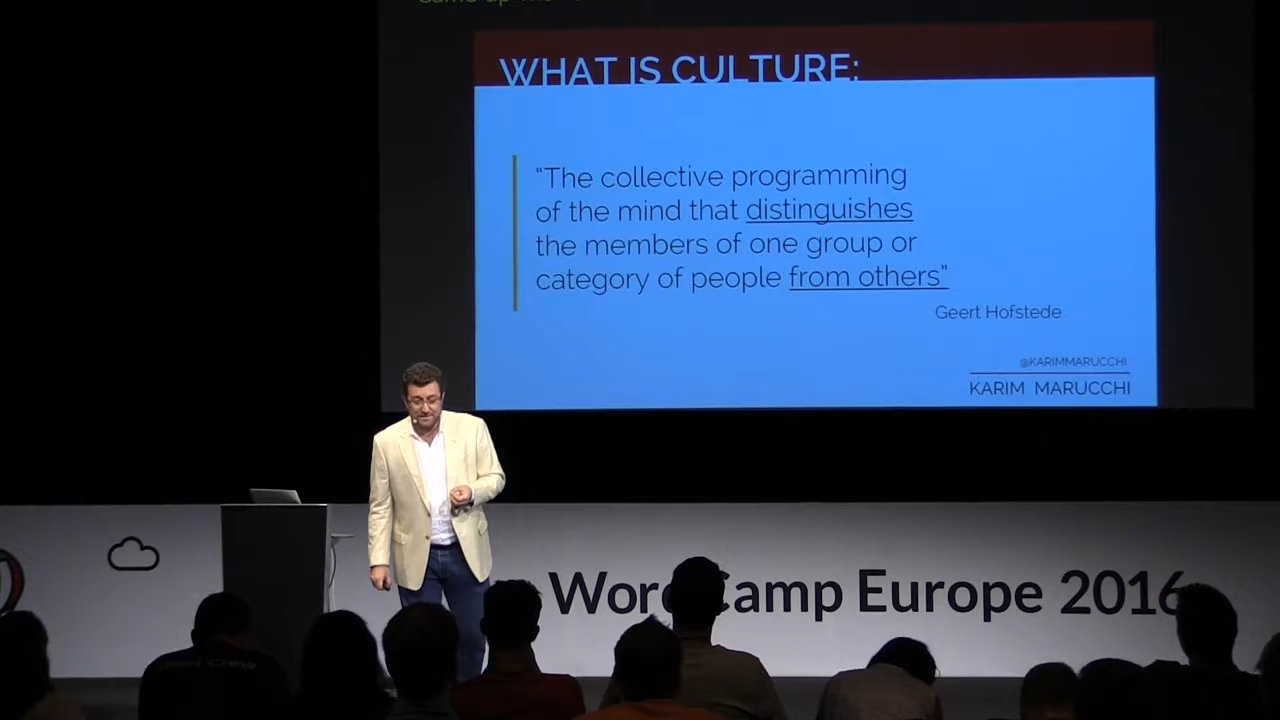 WHAT IS CULTURE:
“The collective programming
of the mind that distinguishes
the members of one group or
category of people from others”
Geert Hofstede
@KARIMMARUCCHI
KARIM MARUCCHI
Europe 2016